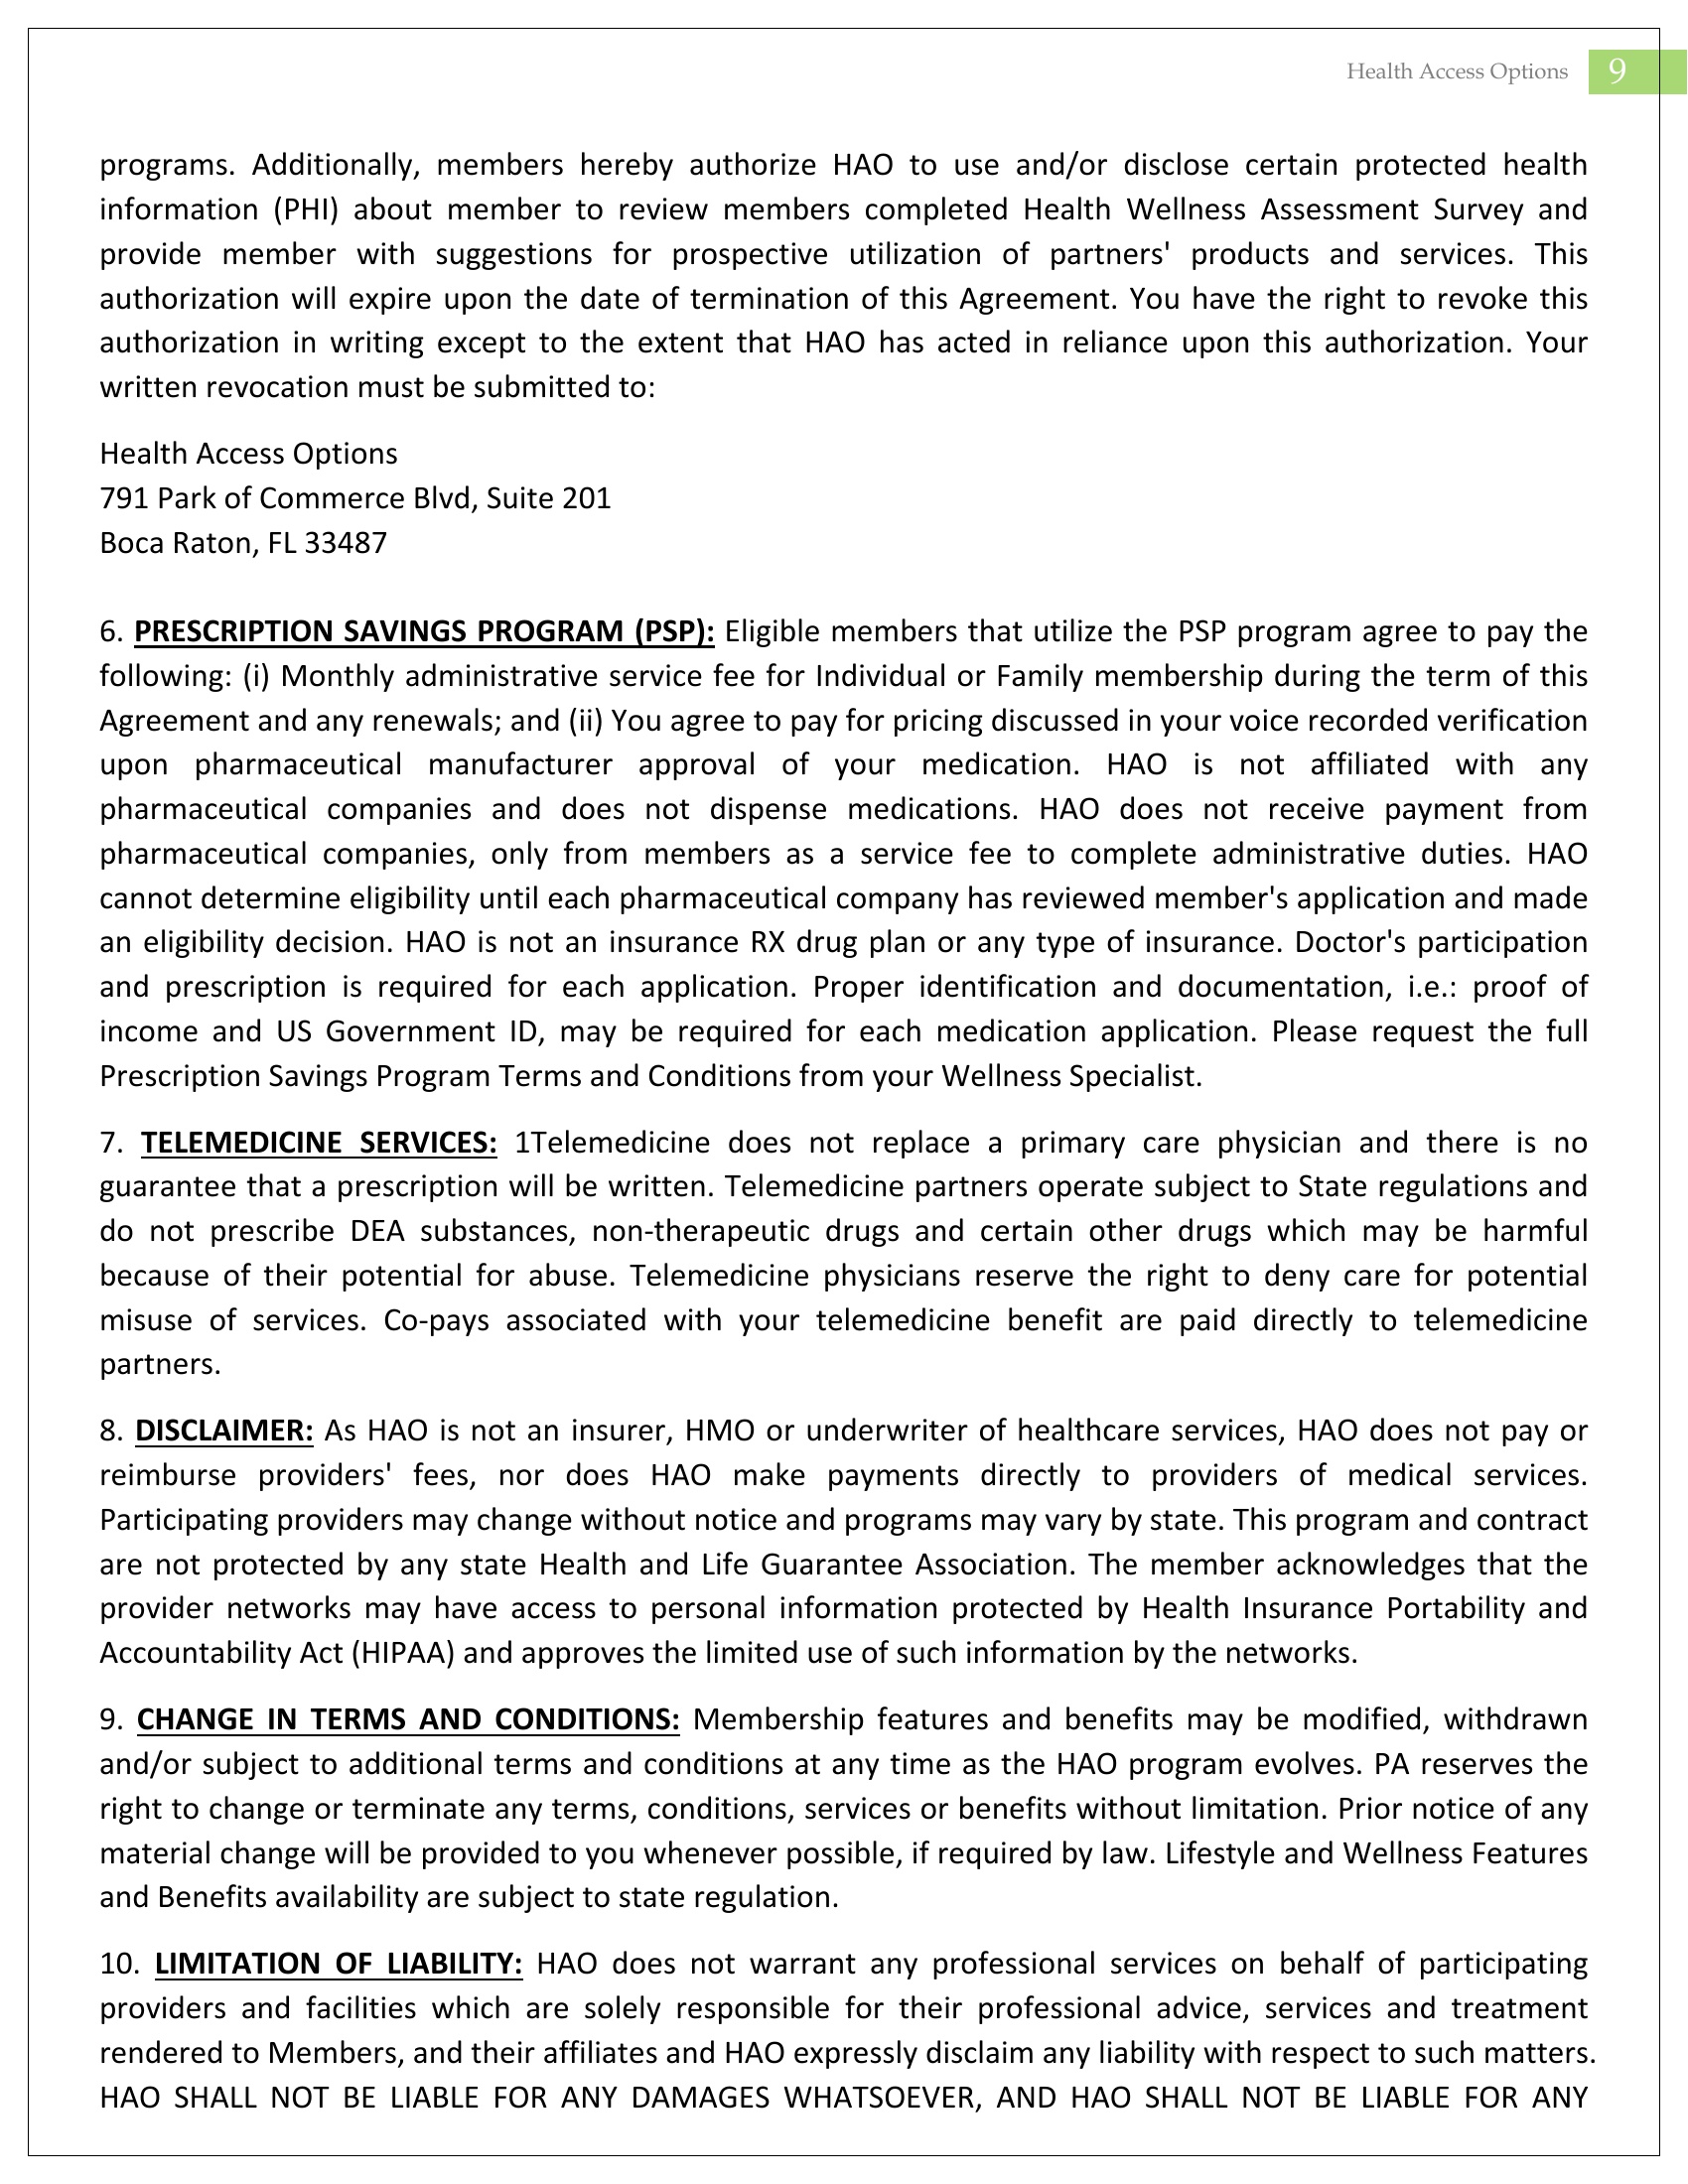 Health Access Options 9
programs. Additionally, members hereby authorize HAO to use and/or disclose certain protected health
information (PHI) about member to review members completed Health Wellness Assessment Survey and
provide member with suggestions for prospective utilization of partners' products and services. This
authorization will expire upon the date of termination of this Agreement. You have the right to revoke this
authorization in writing except to the extent that HAO has acted in reliance upon this authorization. Your
written revocation must be submitted to:
Health Access Options
791 Park of Commerce Blvd, Suite 201
Boca Raton, FL 33487
6. PRESCRIPTION SAVINGS PROGRAM (PSP): Eligible members that utilize the PSP program agree to pay the
following: (i) Monthly administrative service fee for Individual or Family membership during the term of this
Agreement and any renewals; and (ii) You agree to pay for pricing discussed in your voice recorded verification
upon pharmaceutical manufacturer approval of your medication. HAO is not affiliated with any
pharmaceutical companies and does not dispense medications. HAO does not receive payment from
pharmaceutical companies, only from members as a service fee to complete administrative duties. HAO
cannot determine eligibility until each pharmaceutical company has reviewed member's application and made
an eligibility decision. HAO is not an insurance RX drug plan or any type of insurance. Doctor's participation
and prescription is required for each application. Proper identification and documentation, i.e.: proof of
income and US Government ID, may be required for each medication application. Please request the full
Prescription Savings Program Terms and Conditions from your Wellness Specialist.
7. TELEMEDICINE SERVICES: 1Telemedicine does not replace a primary care physician and there is no
guarantee that a prescription will be written. Telemedicine partners operate subject to State regulations and
do not prescribe DEA substances, non-therapeutic drugs and certain other drugs which may be harmful
because of their potential for abuse. Telemedicine physicians reserve the right to deny care for potential
misuse of services. Co-pays associated with your telemedicine benefit are paid directly to telemedicine
partners.
8. DISCLAIMER: As HAO is not an insurer, HMO or underwriter of healthcare services, HAO does not pay or
reimburse providers' fees, nor does HAO make payments directly to providers of medical services.
Participating providers may change without notice and programs may vary by state. This program and contract
are not protected by any state Health and Life Guarantee Association. The member acknowledges that the
provider networks may have access to personal information protected by Health Insurance Portability and
Accountability Act (HIPAA) and approves the limited use of such information by the networks.
9. CHANGE IN TERMS AND CONDITIONS: Membership features and benefits may be modified, withdrawn
and/or subject to additional terms and conditions at any time as the HAO program evolves. PA reserves the
right to change or terminate any terms, conditions, services or benefits without limitation. Prior notice of any
material change will be provided to you whenever possible, if required by law. Lifestyle and Wellness Features
and Benefits availability are subject to state regulation.
10. LIMITATION OF LIABILITY: HAO does not warrant any professional services on behalf of participating
providers and facilities which are solely responsible for their professional advice, services and treatment
rendered to Members, and their affiliates and HAO expressly disclaim any liability with respect to such matters.
HAO SHALL NOT BE LIABLE FOR ANY DAMAGES WHATSOEVER, AND HAO SHALL NOT BE LIABLE FOR ANY